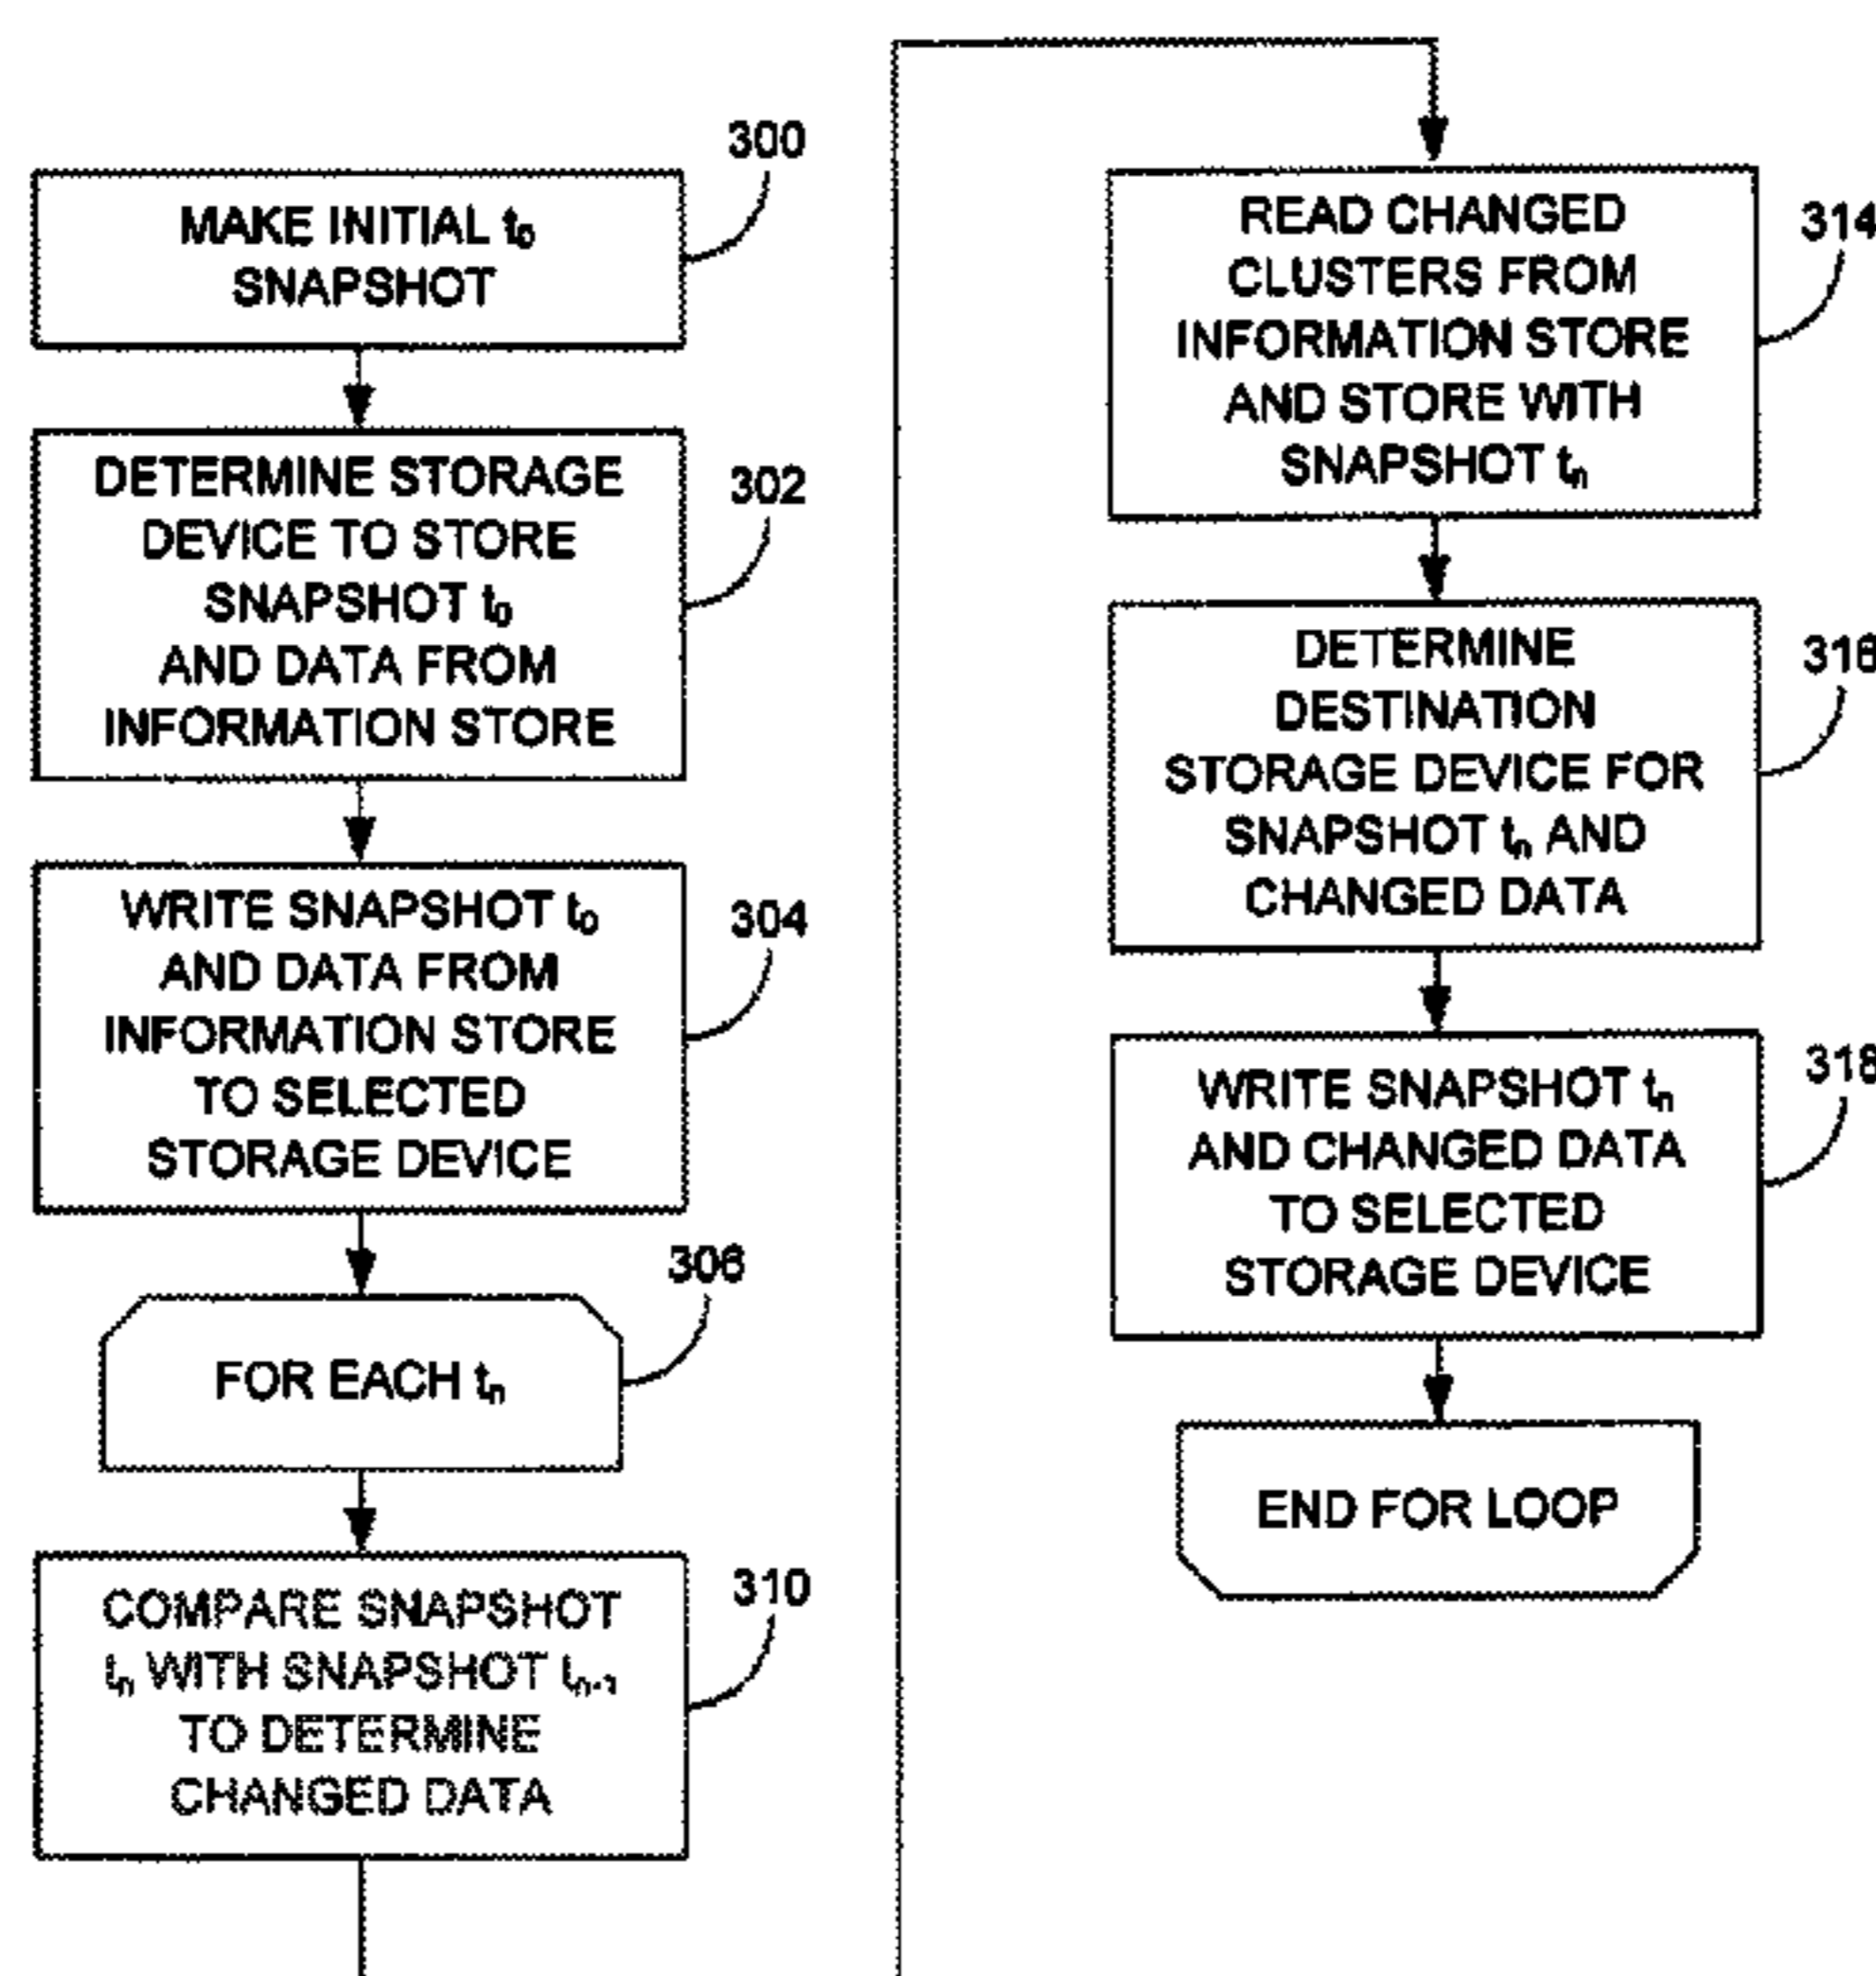 300
MAKE INITIAL t₀
SNAPSHOT
302
DETERMINE STORAGE
DEVICE TO STORE
SNAPSHOT t₀
AND DATA FROM
INFORMATION STORE
304
WRITE SNAPSHOT t₀
AND DATA FROM
INFORMATION STORE
TO SELECTED
STORAGE DEVICE
306
FOR EACH tₙ
310
COMPARE SNAPSHOT
tₙ WITH SNAPSHOT tₙ₋₁
TO DETERMINE
CHANGED DATA
314
READ CHANGED
CLUSTERS FROM
INFORMATION STORE
AND STORE WITH
SNAPSHOT tₙ
316
DETERMINE
DESTINATION
STORAGE DEVICE FOR
SNAPSHOT tₙ AND
CHANGED DATA
318
WRITE SNAPSHOT tₙ
AND CHANGED DATA
TO SELECTED
STORAGE DEVICE
END FOR LOOP